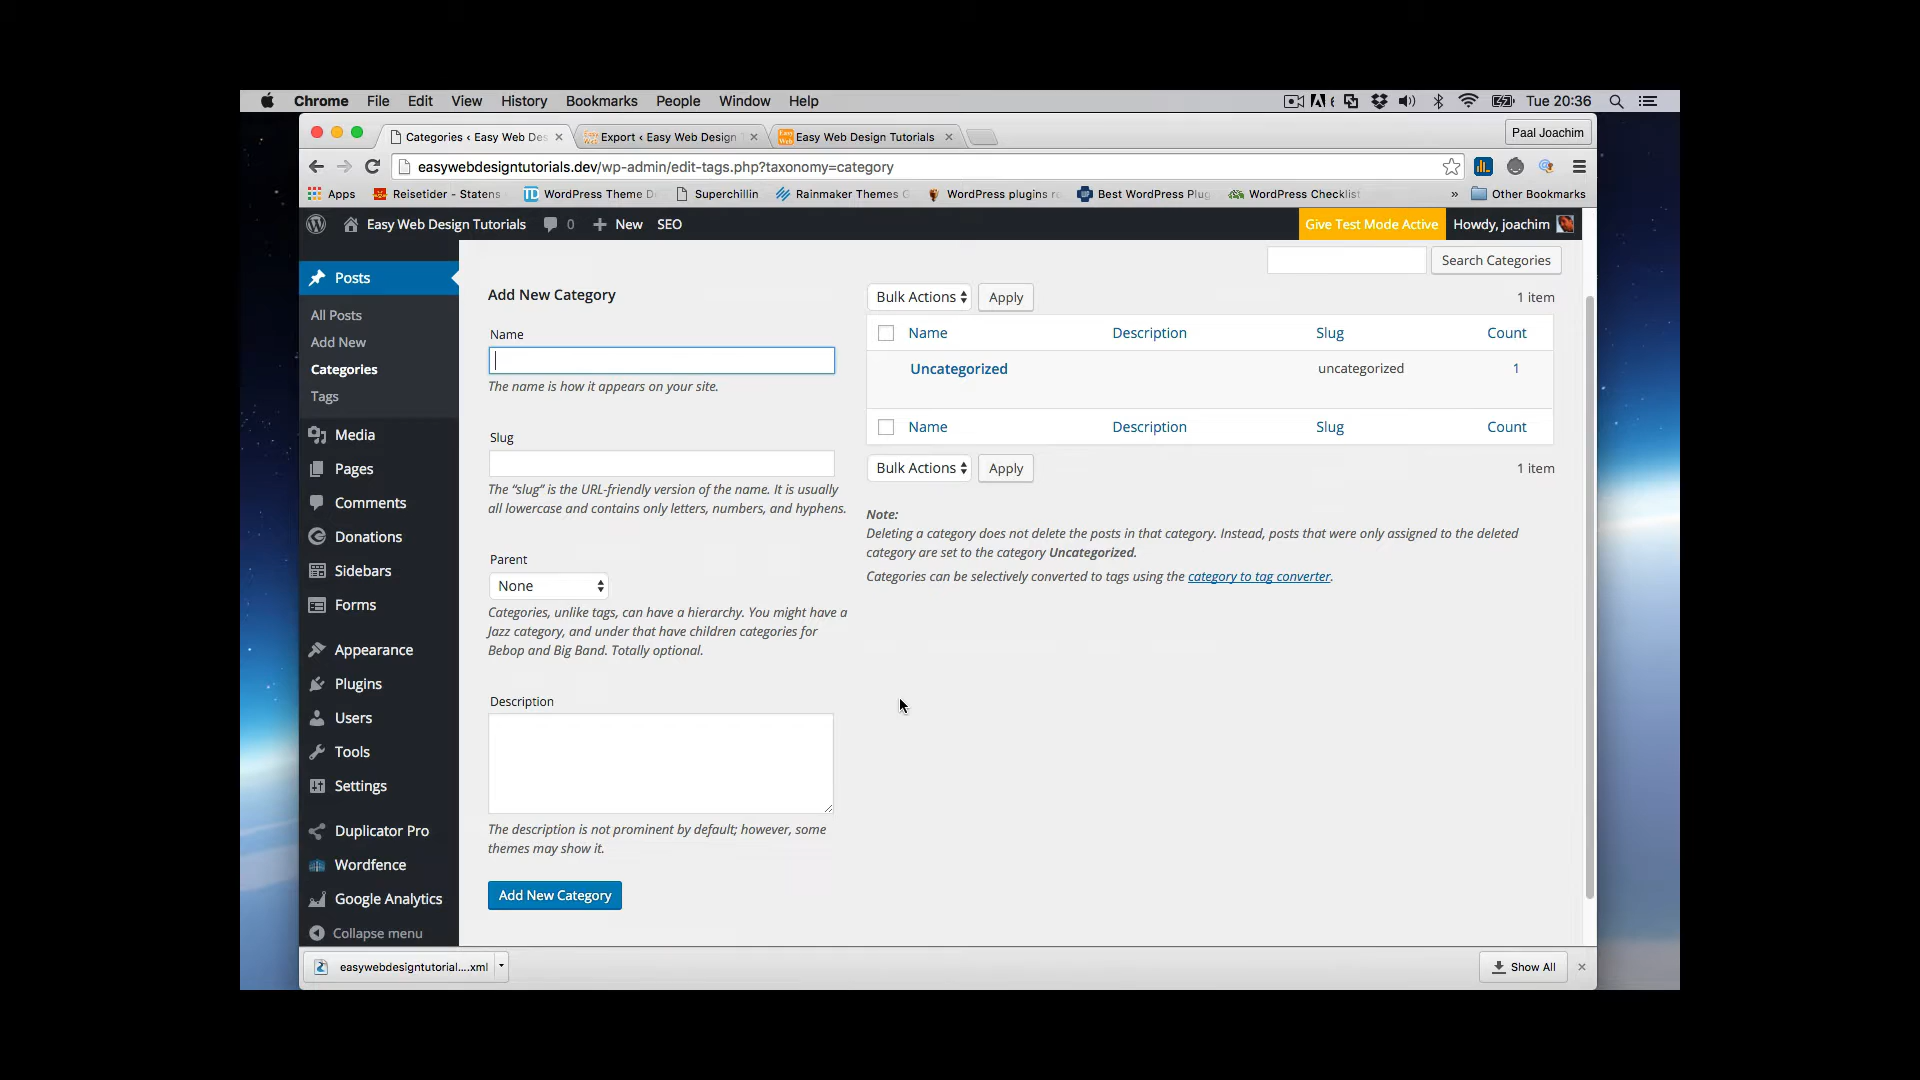 Chrome File Edit View History Bookmarks People Window Help
Tue 20:36
Categories ‹ Easy Web Des
Export ‹ Easy Web Design
Easy Web Design Tutorials
Paal Joachim
easywebdesigntutorials.dev/wp-admin/edit-tags.php?taxonomy=category
Apps
Reisetider - Statens
WordPress Theme D
Superchillin
Rainmaker Themes G
WordPress plugins re
Best WordPress Plug
WordPress Checklist
»
Other Bookmarks
Easy Web Design Tutorials
0
New
SEO
Give Test Mode Active
Howdy, joachim
Posts
All Posts
Add New
Categories
Tags
Media
Pages
Comments
Donations
Sidebars
Forms
Appearance
Plugins
Users
Tools
Settings
Duplicator Pro
Wordfence
Google Analytics
Collapse menu
Add New Category
Name
The name is how it appears on your site.
Slug
The “slug” is the URL-friendly version of the name. It is usually
all lowercase and contains only letters, numbers, and hyphens.
Parent
None
Categories, unlike tags, can have a hierarchy. You might have a
Jazz category, and under that have children categories for
Bebop and Big Band. Totally optional.
Description
The description is not prominent by default; however, some
themes may show it.
Add New Category
Search Categories
Bulk Actions
Apply
1 item
Name Description Slug Count
Uncategorized uncategorized 1
Name Description Slug Count
Bulk Actions
Apply
1 item
Note:
Deleting a category does not delete the posts in that category. Instead, posts that were only assigned to the deleted
category are set to the category Uncategorized.
Categories can be selectively converted to tags using the category to tag converter.
easywebdesigntutorial....xml
Show All